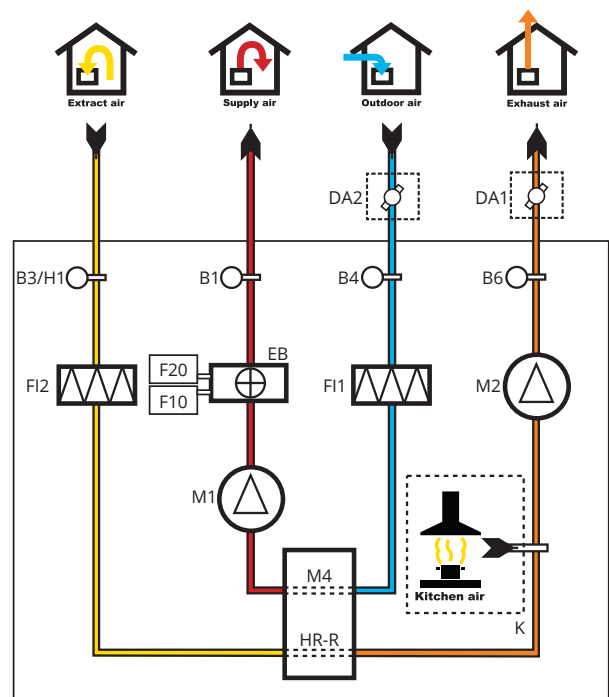 Extract air
Supply air
Outdoor air
Exhaust air
DA2
DA1
B3/H1
B1
B4
B6
EB
F20
F10
FI2
FI1
M2
M1
M4
Kitchen air
K
HR-R